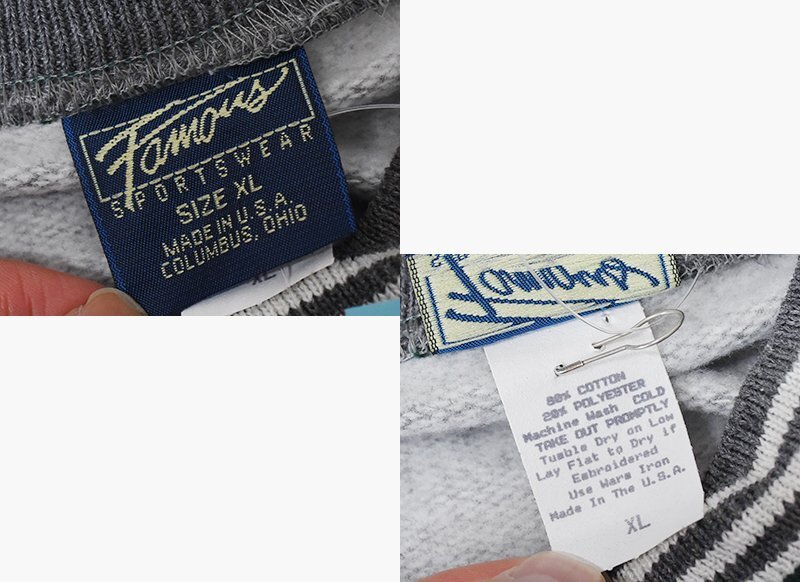 Famous
SPORTSWEAR
SIZE XL
MADE IN U.S.A.
COLUMBUS, OHIO
XL
80% COTTON
20% POLYESTER
Machine Wash COLD
TAKE OUT PROMPTLY
Tumble Dry on Low
Lay Flat to Dry if
Embroidered
Use Warm Iron
Made In The U.S.A.
XL